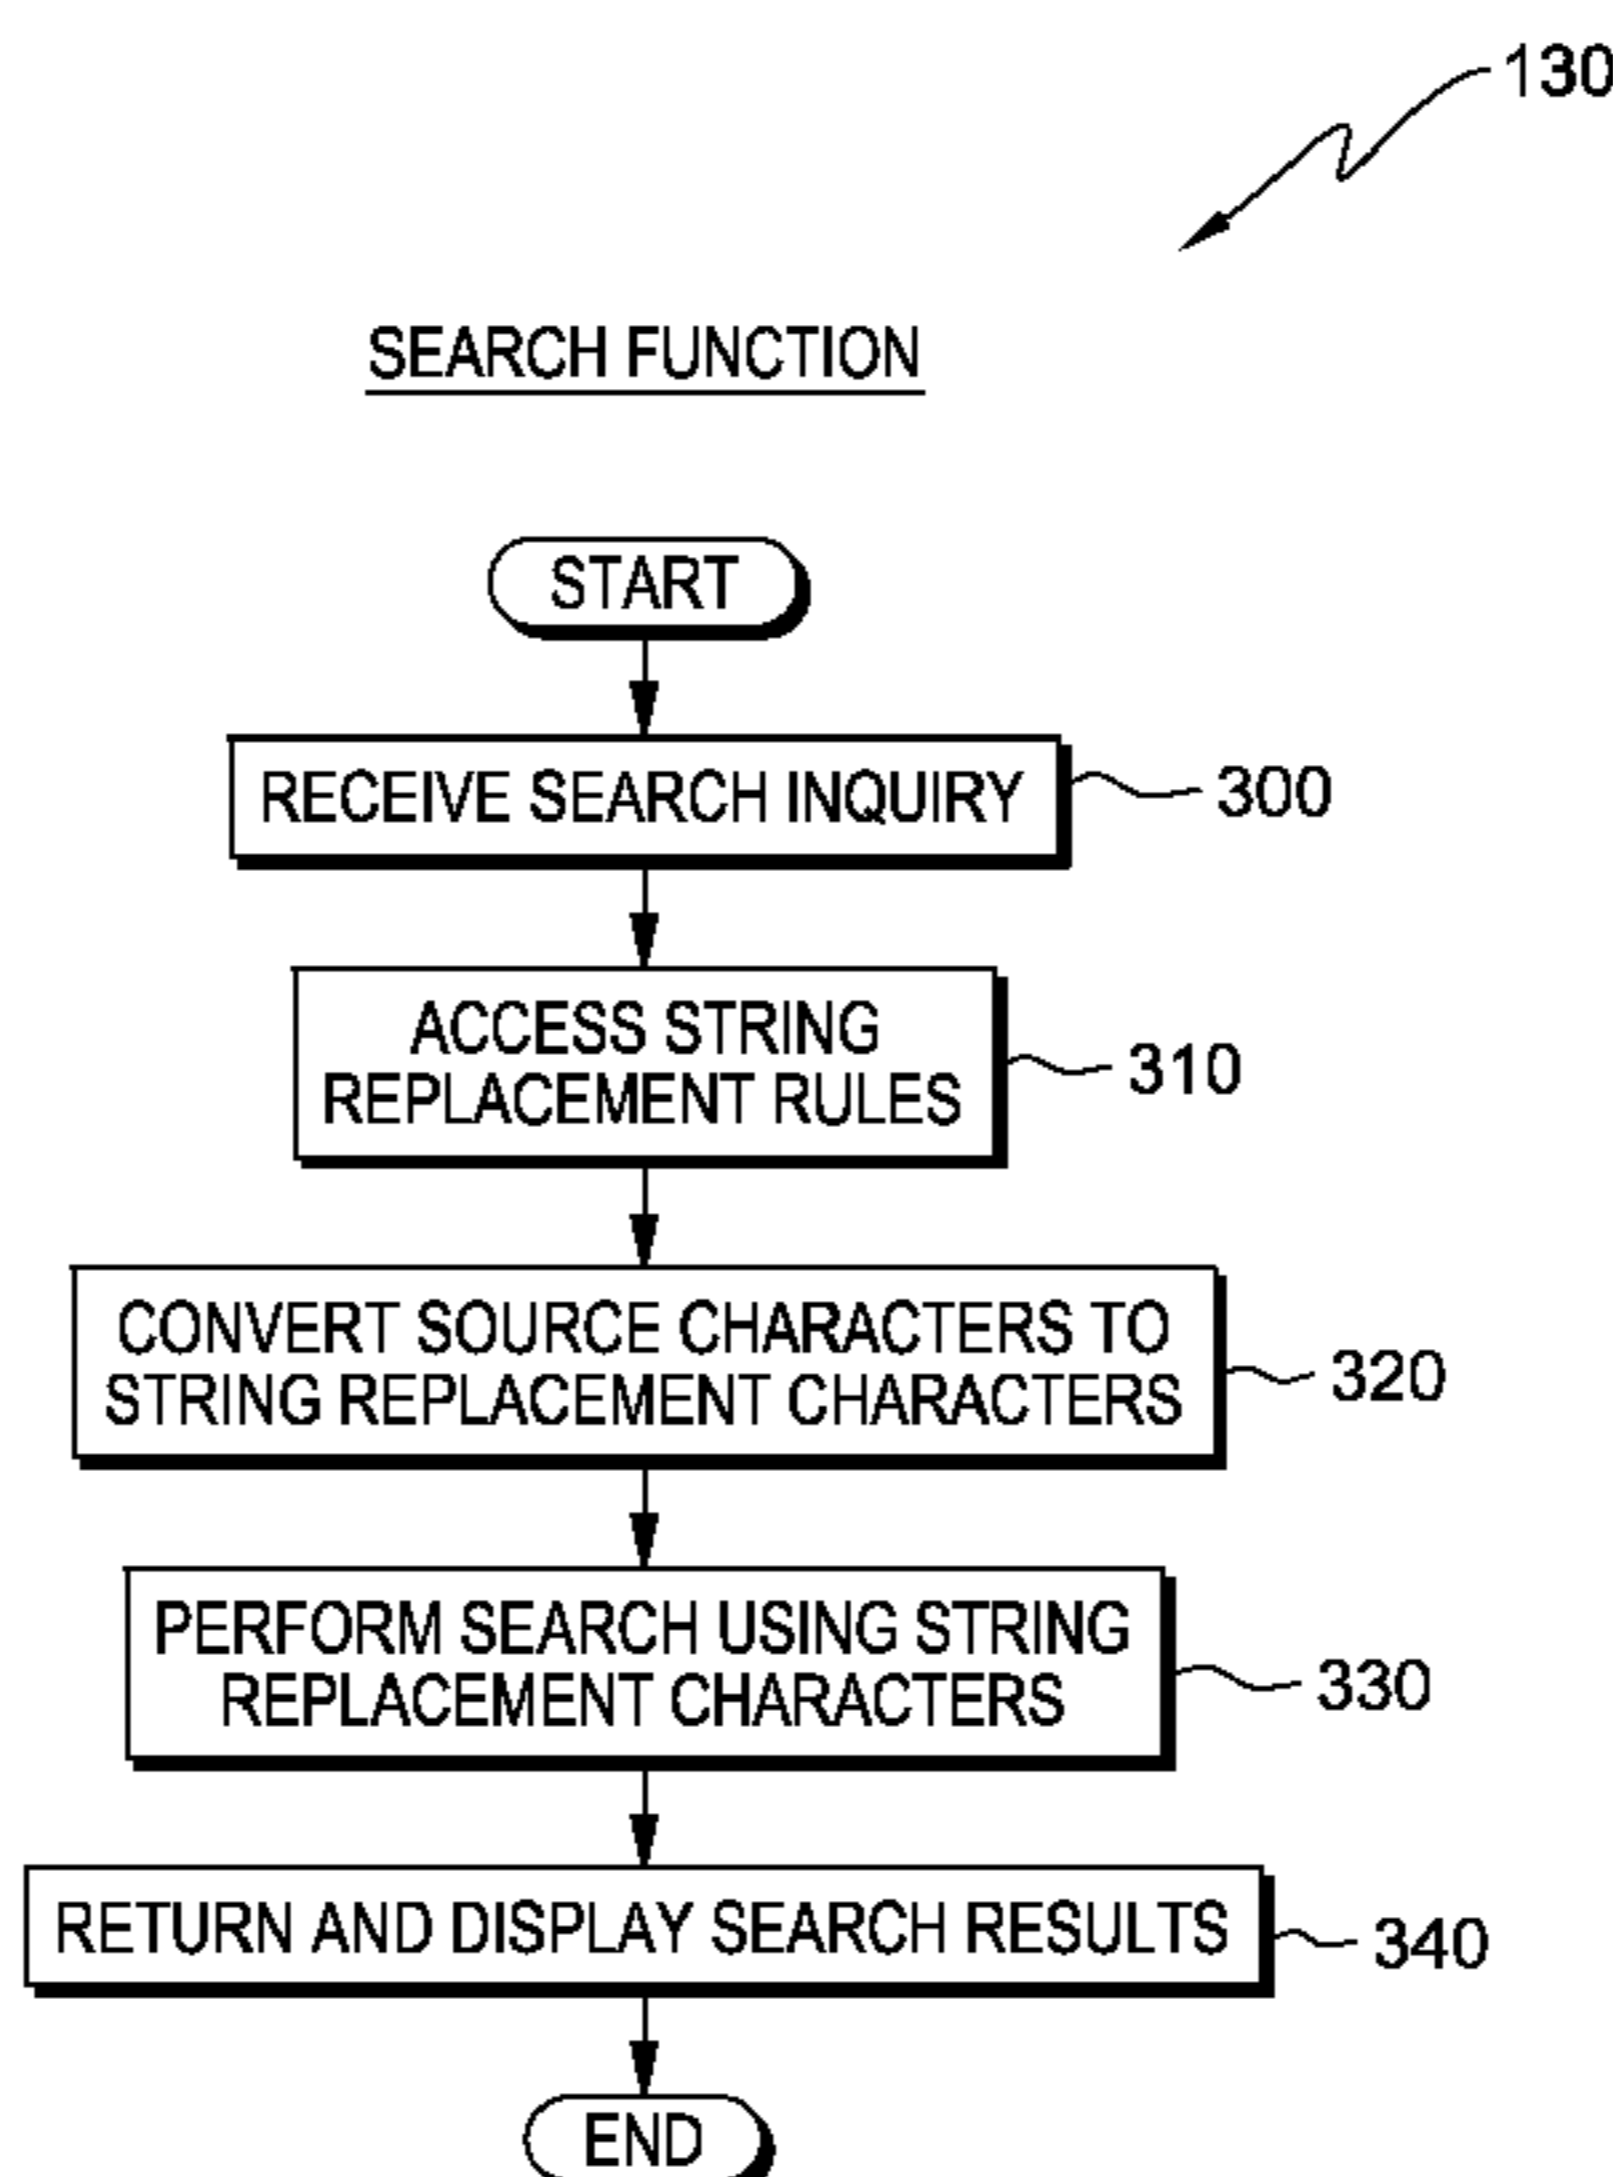 130
SEARCH FUNCTION
START
RECEIVE SEARCH INQUIRY
300
ACCESS STRING
REPLACEMENT RULES
310
CONVERT SOURCE CHARACTERS TO
STRING REPLACEMENT CHARACTERS
320
PERFORM SEARCH USING STRING
REPLACEMENT CHARACTERS
330
RETURN AND DISPLAY SEARCH RESULTS
340
END